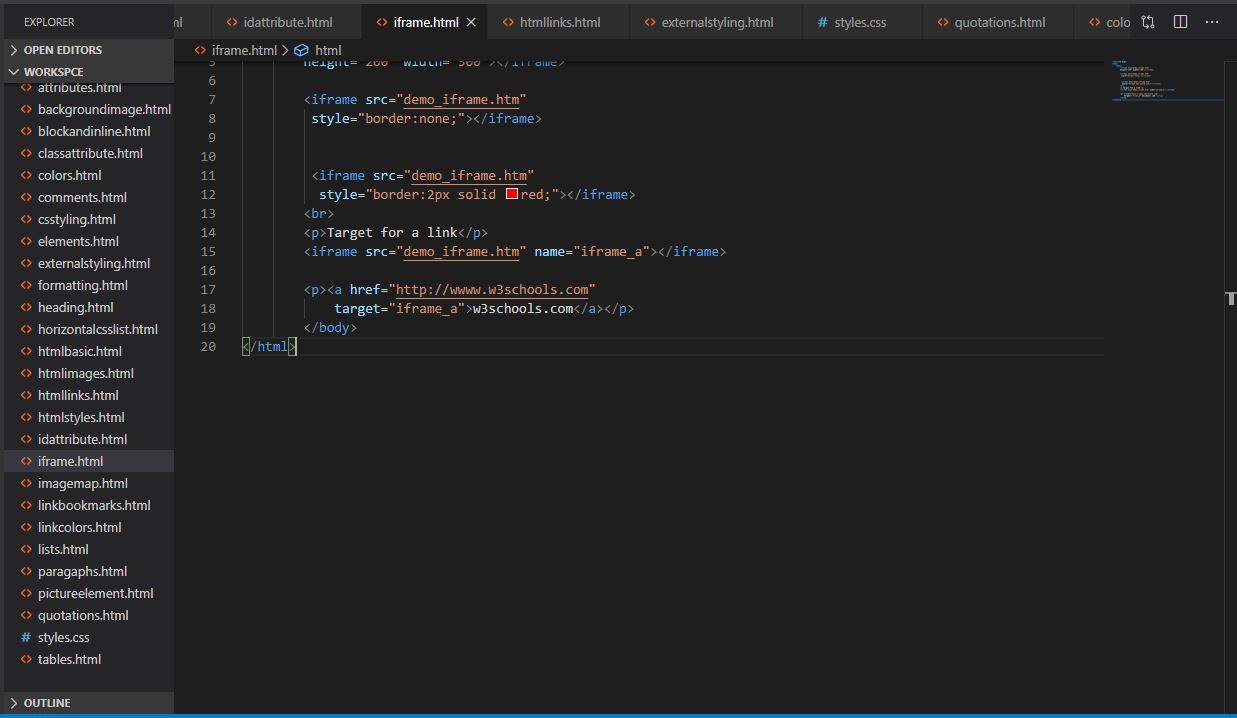 EXPLORER
ml
idattribute.html
iframe.html
htmllinks.html
externalstyling.html
# styles.css
quotations.html
colo
OPEN EDITORS
WORKSPCE
attributes.html
backgroundimage.html
blockandinline.html
classattribute.html
colors.html
comments.html
csstyling.html
elements.html
externalstyling.html
formatting.html
heading.html
horizontalcsslist.html
htmlbasic.html
htmlimages.html
htmllinks.html
htmlstyles.html
idattribute.html
iframe.html
imagemap.html
linkbookmarks.html
linkcolors.html
lists.html
paragaphs.html
pictureelement.html
quotations.html
# styles.css
tables.html
OUTLINE
iframe.html > html
5 height="200" width="300"></iframe>
6
7 <iframe src="demo_iframe.htm"
8 style="border:none;"></iframe>
9
10
11 <iframe src="demo_iframe.htm"
12 style="border:2px solid red;"></iframe>
13 <br>
14 <p>Target for a link</p>
15 <iframe src="demo_iframe.htm" name="iframe_a"></iframe>
16
17 <p><a href="http://wwww.w3schools.com"
18 target="iframe_a">w3schools.com</a></p>
19 </body>
20 </html>
T